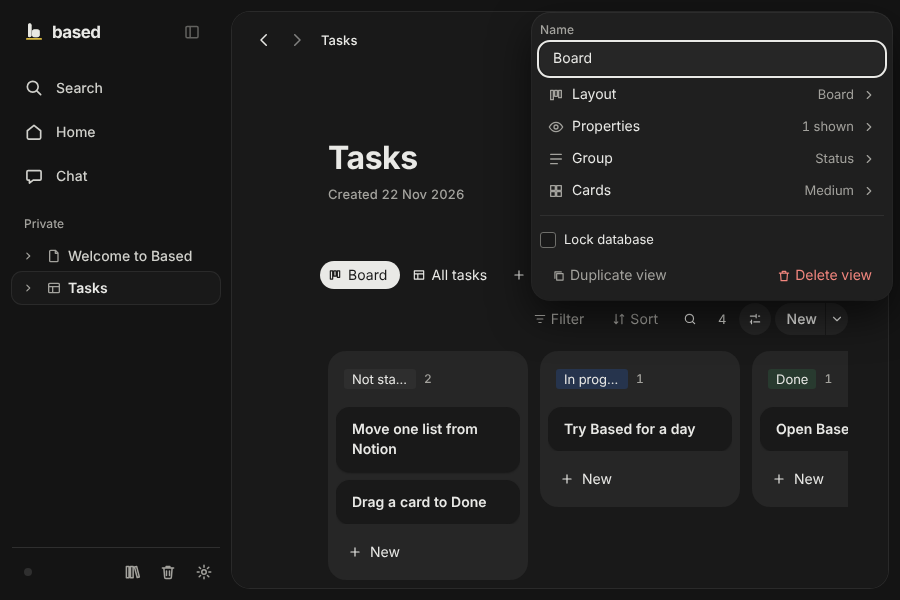 based
Search
Home
Chat
Private
Welcome to Based
Tasks
Tasks
Tasks
Created 22 Nov 2026
Board
All tasks
Name
Board
Layout Board
Properties 1 shown
Group Status
Cards Medium
Lock database
Duplicate view Delete view
Filter Sort 4 New
Not sta... 2
Move one list from
Notion
Drag a card to Done
New
In prog... 1
Try Based for a day
New
Done 1
Open Base
New